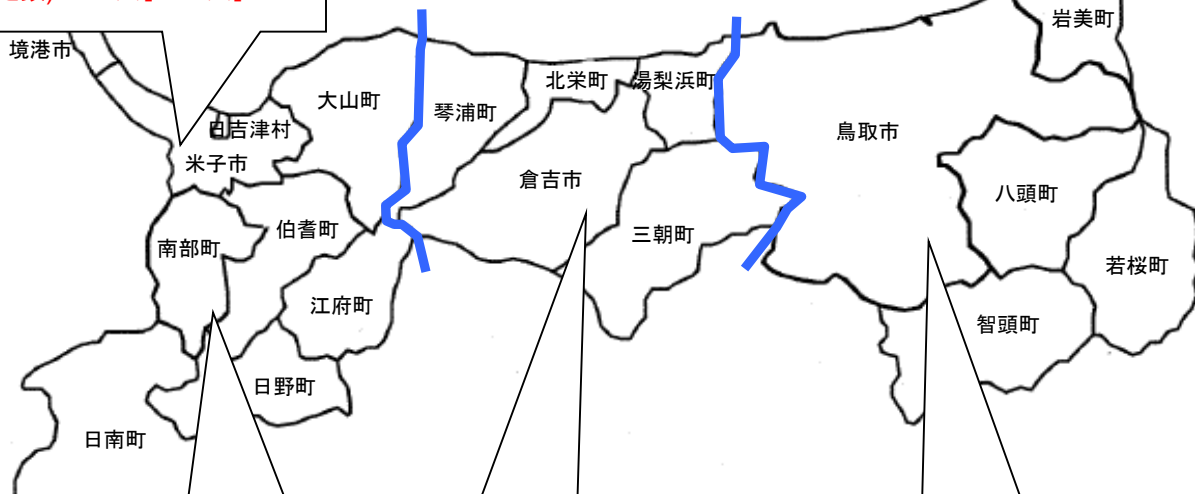 岩美町
境港市
北栄町
湯梨浜町
大山町
琴浦町
日吉津村
鳥取市
米子市
倉吉市
八頭町
伯耆町
三朝町
南部町
若桜町
江府町
智頭町
日野町
日南町